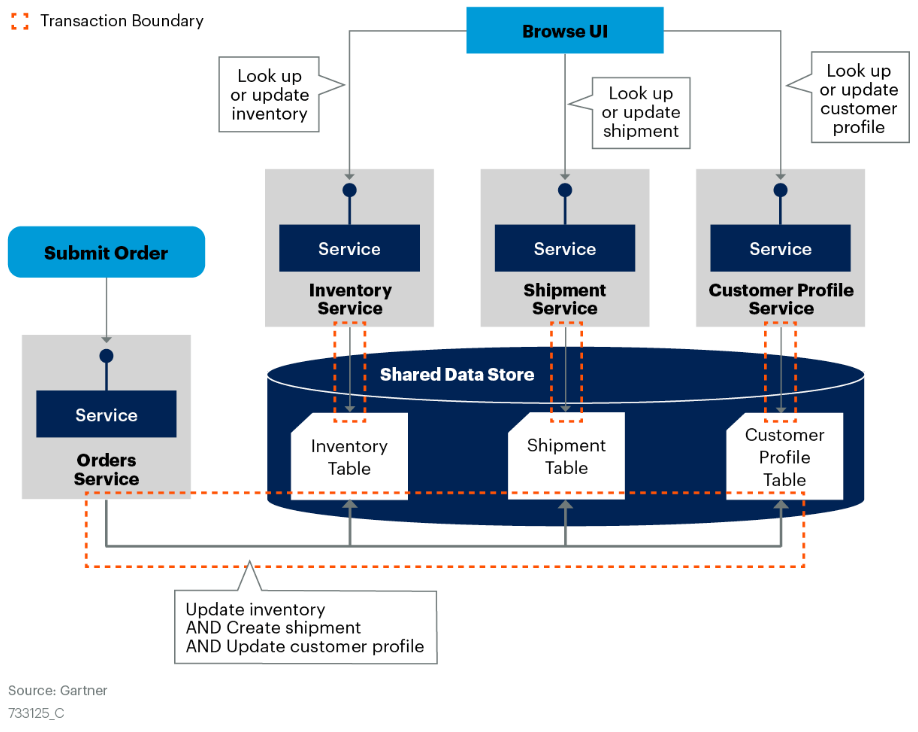 Transaction Boundary
Browse UI
Look up
or update
inventory
Look up
or update
shipment
Look up
or update
customer
profile
Submit Order
Service
Inventory
Service
Service
Shipment
Service
Service
Customer Profile
Service
Service
Orders
Service
Shared Data Store
Inventory
Table
Shipment
Table
Customer
Profile
Table
Update inventory
AND Create shipment
AND Update customer profile
Source: Gartner
733125_C